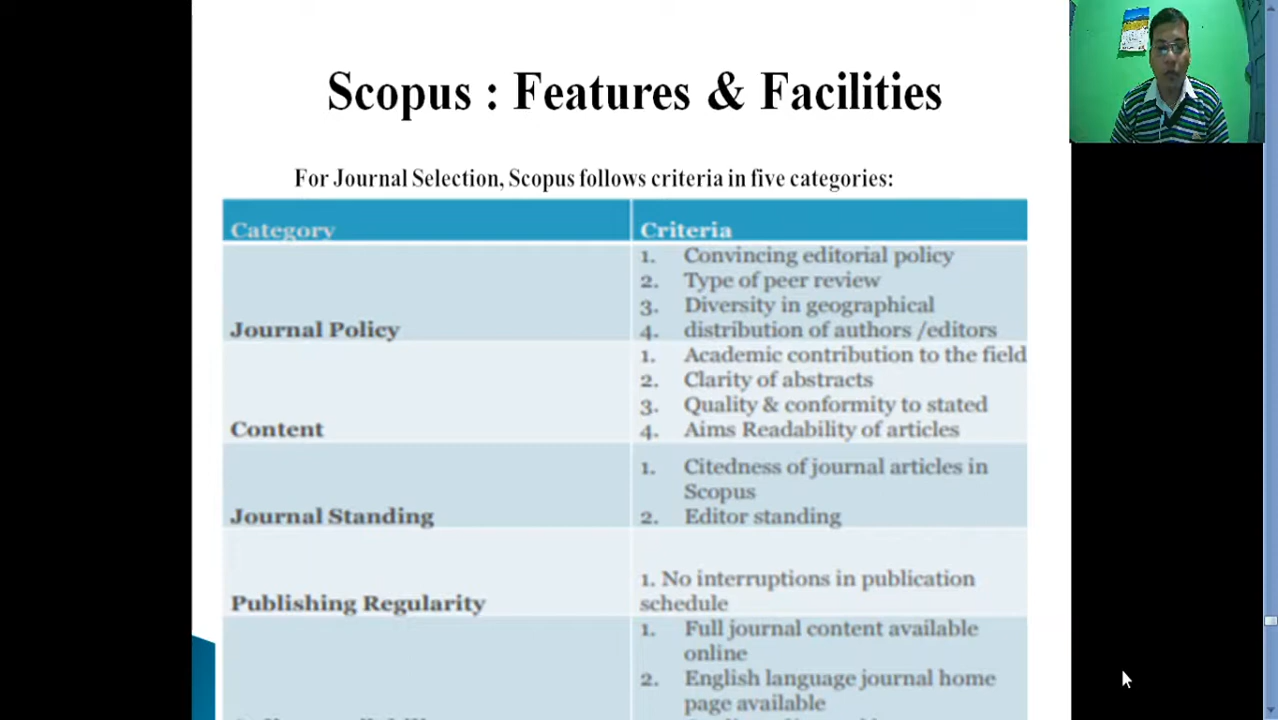 Scopus : Features & Facilities
For Journal Selection, Scopus follows criteria in five categories:
Category
Criteria
Journal Policy
1. Convincing editorial policy
2. Type of peer review
3. Diversity in geographical
4. distribution of authors /editors
Content
1. Academic contribution to the field
2. Clarity of abstracts
3. Quality & conformity to stated
4. Aims Readability of articles
Journal Standing
1. Citedness of journal articles in
Scopus
2. Editor standing
Publishing Regularity
1. No interruptions in publication
schedule
1. Full journal content available
online
2. English language journal home
page available